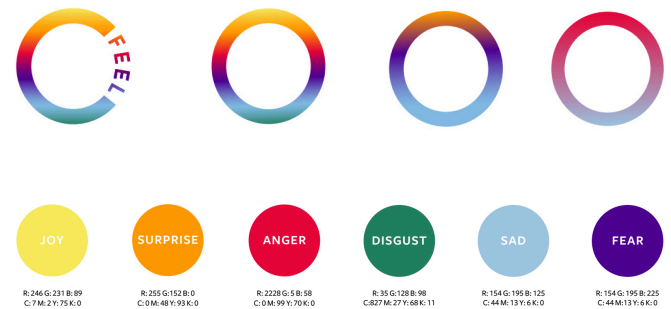 FEEL
JOY
SURPRISE
ANGER
DISGUST
SAD
FEAR
R: 246 G: 231 B: 89
C: 7 M: 2 Y: 75 K: 0
R: 255 G:152 B: 0
C: 0 M: 48 Y: 93 K: 0
R: 2228 G: 5 B: 58
C: 0 M: 99 Y: 70 K: 0
R: 35 G:128 B: 98
C:827 M: 27 Y: 68 K: 11
R: 154 G: 195 B: 125
C: 44 M: 13 Y: 6 K: 0
R: 154 G: 195 B: 225
C: 44 M: 13 Y: 6 K: 0